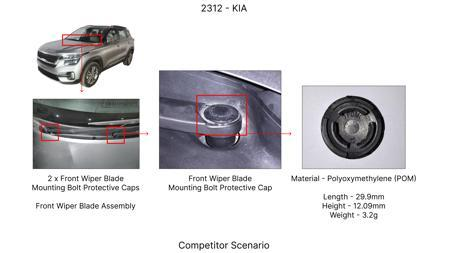 2312 - KIA
2 x Front Wiper Blade
Mounting Bolt Protective Caps
Front Wiper Blade Assembly
Front Wiper Blade
Mounting Bolt Protective Cap
Material - Polyoxymethylene (POM)
Length - 29.9mm
Height - 12.09mm
Weight - 3.2g
Competitor Scenario